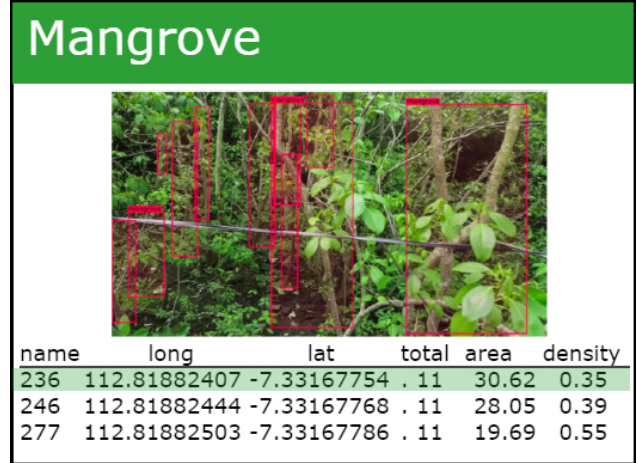 Mangrove
name long lat total area density
236 112.81882407 -7.33167754 . 11 30.62 0.35
246 112.81882444 -7.33167768 . 11 28.05 0.39
277 112.81882503 -7.33167786 . 11 19.69 0.55